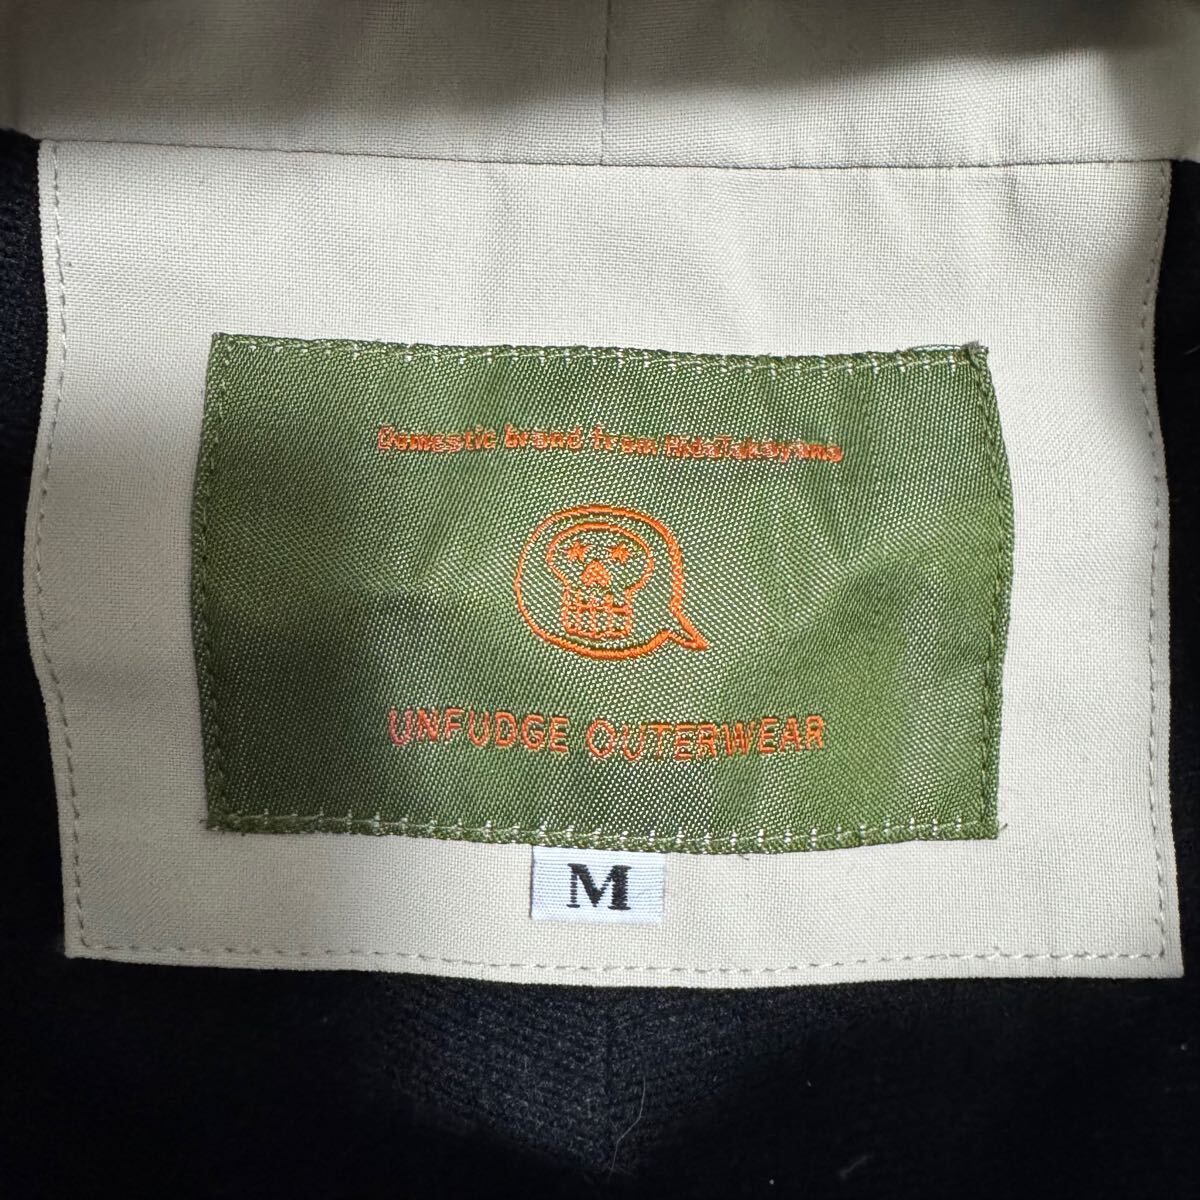 Domestic brand from HidaTakayama
UNFUDGE OUTERWEAR
M